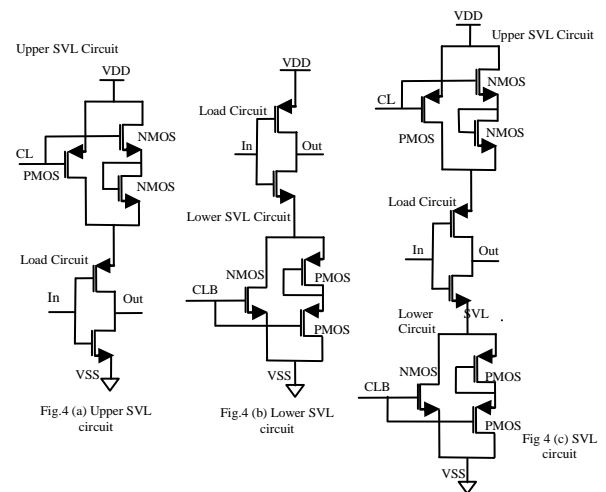 Upper SVL Circuit
VDD
NMOS
CL
PMOS
NMOS
Load Circuit
In
Out
VSS
Fig.4 (a) Upper SVL
circuit
VDD
Load Circuit
In
Out
Lower SVL Circuit
NMOS
PMOS
CLB
PMOS
VSS
Fig.4 (b) Lower SVL
circuit
VDD
Upper SVL Circuit
NMOS
CL
PMOS
NMOS
Load Circuit
In
Out
Lower SVL
Circuit
.
NMOS
PMOS
CLB
PMOS
VSS
Fig 4 (c) SVL
circuit